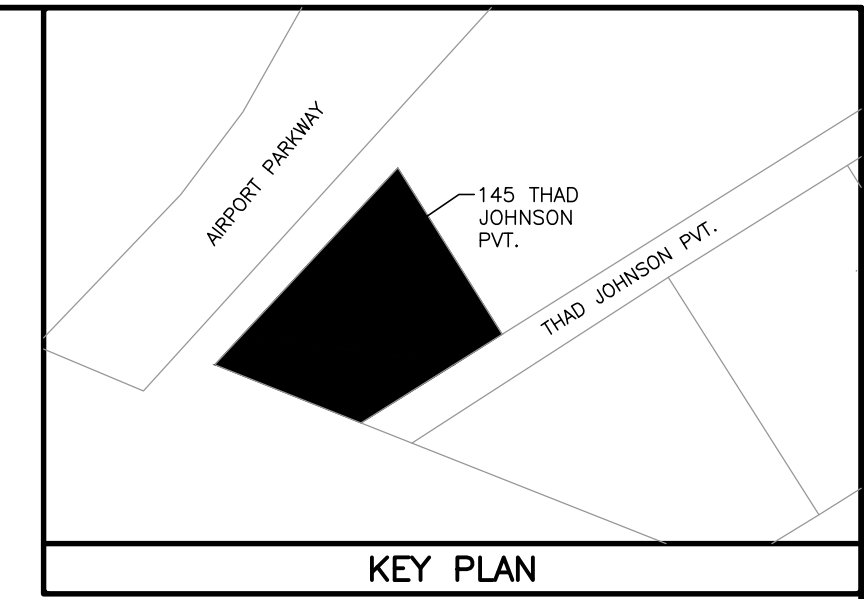 AIRPORT PARKWAY
145 THAD
JOHNSON
PVT.
THAD JOHNSON PVT.
KEY PLAN